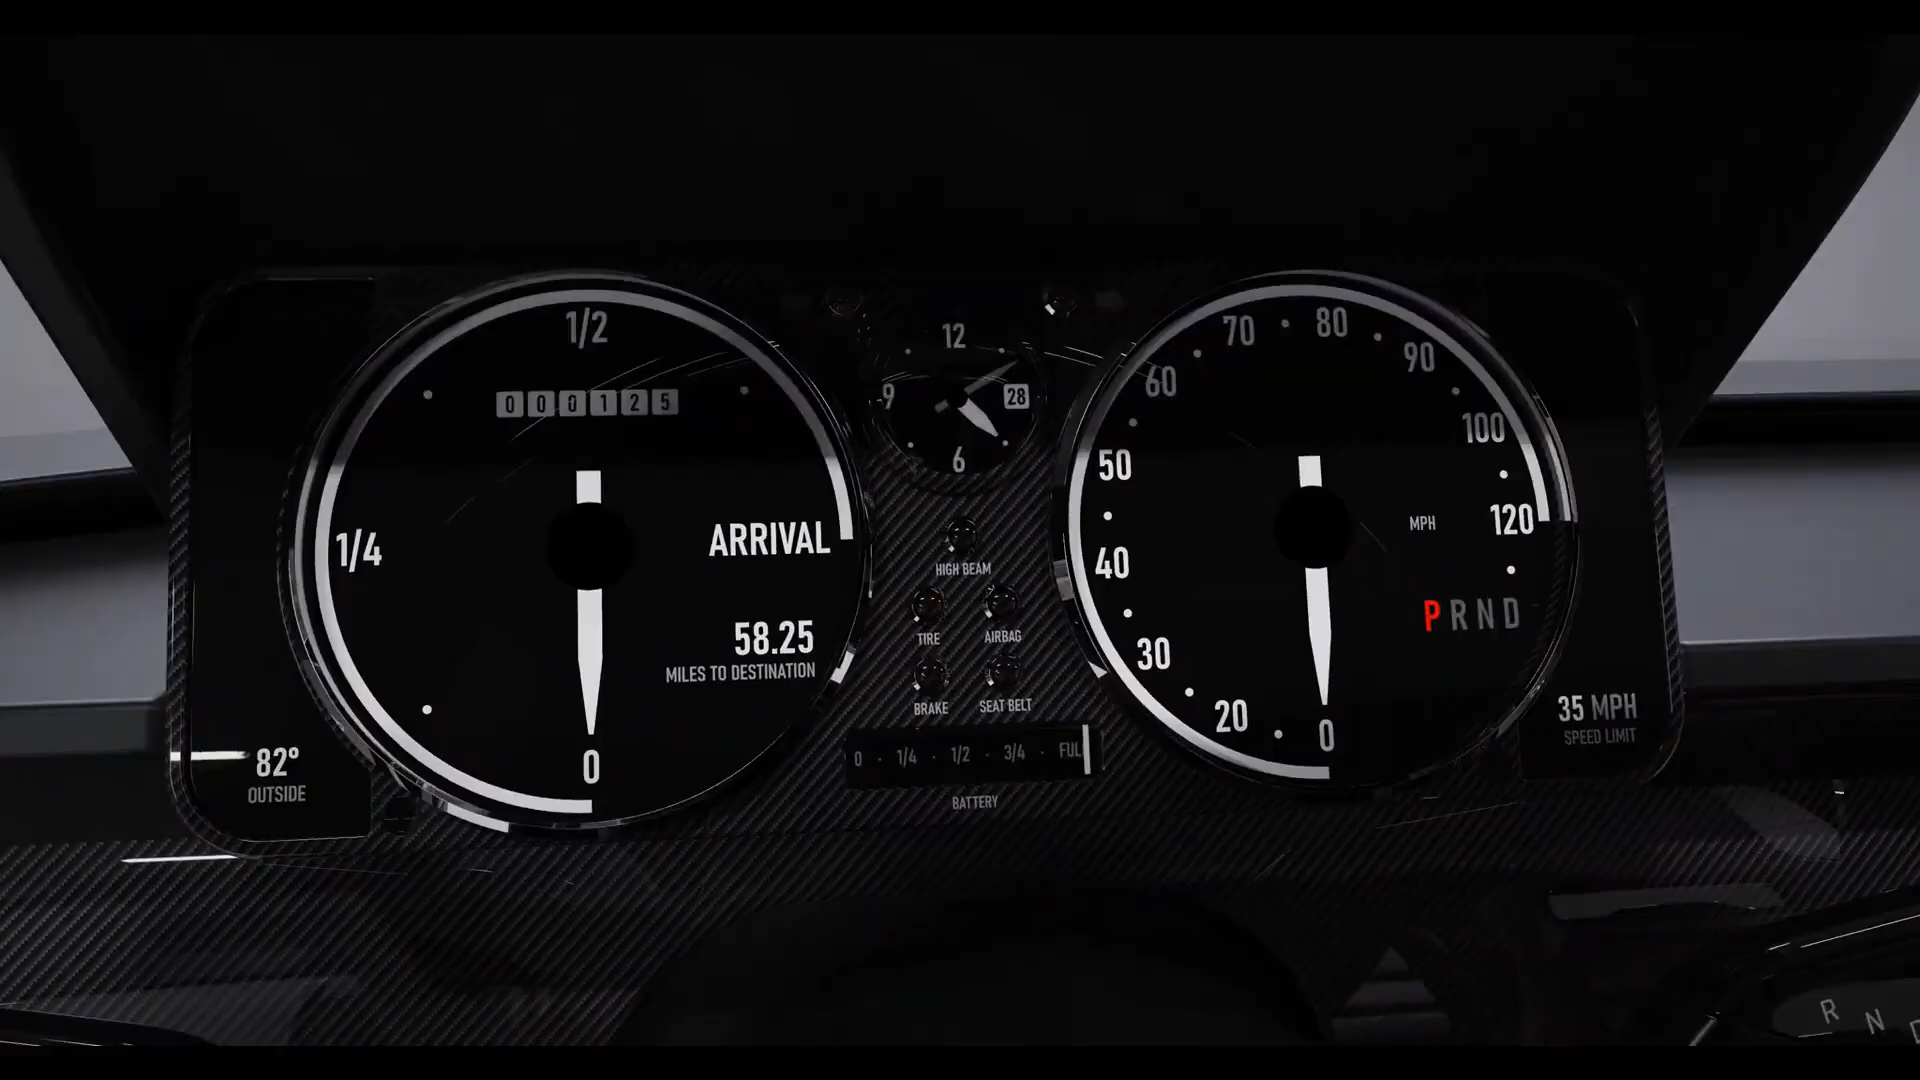 1/2
000125
1/4
ARRIVAL
58.25
MILES TO DESTINATION
0
82°
OUTSIDE
12
9
28
6
HIGH BEAM
TIRE
AIRBAG
BRAKE
SEAT BELT
0 · 1/4 · 1/2 · 3/4 · FUL
BATTERY
70 80
60 90
50 100
40 120
30 20 0
MPH
P R N D
35 MPH
SPEED LIMIT
R N